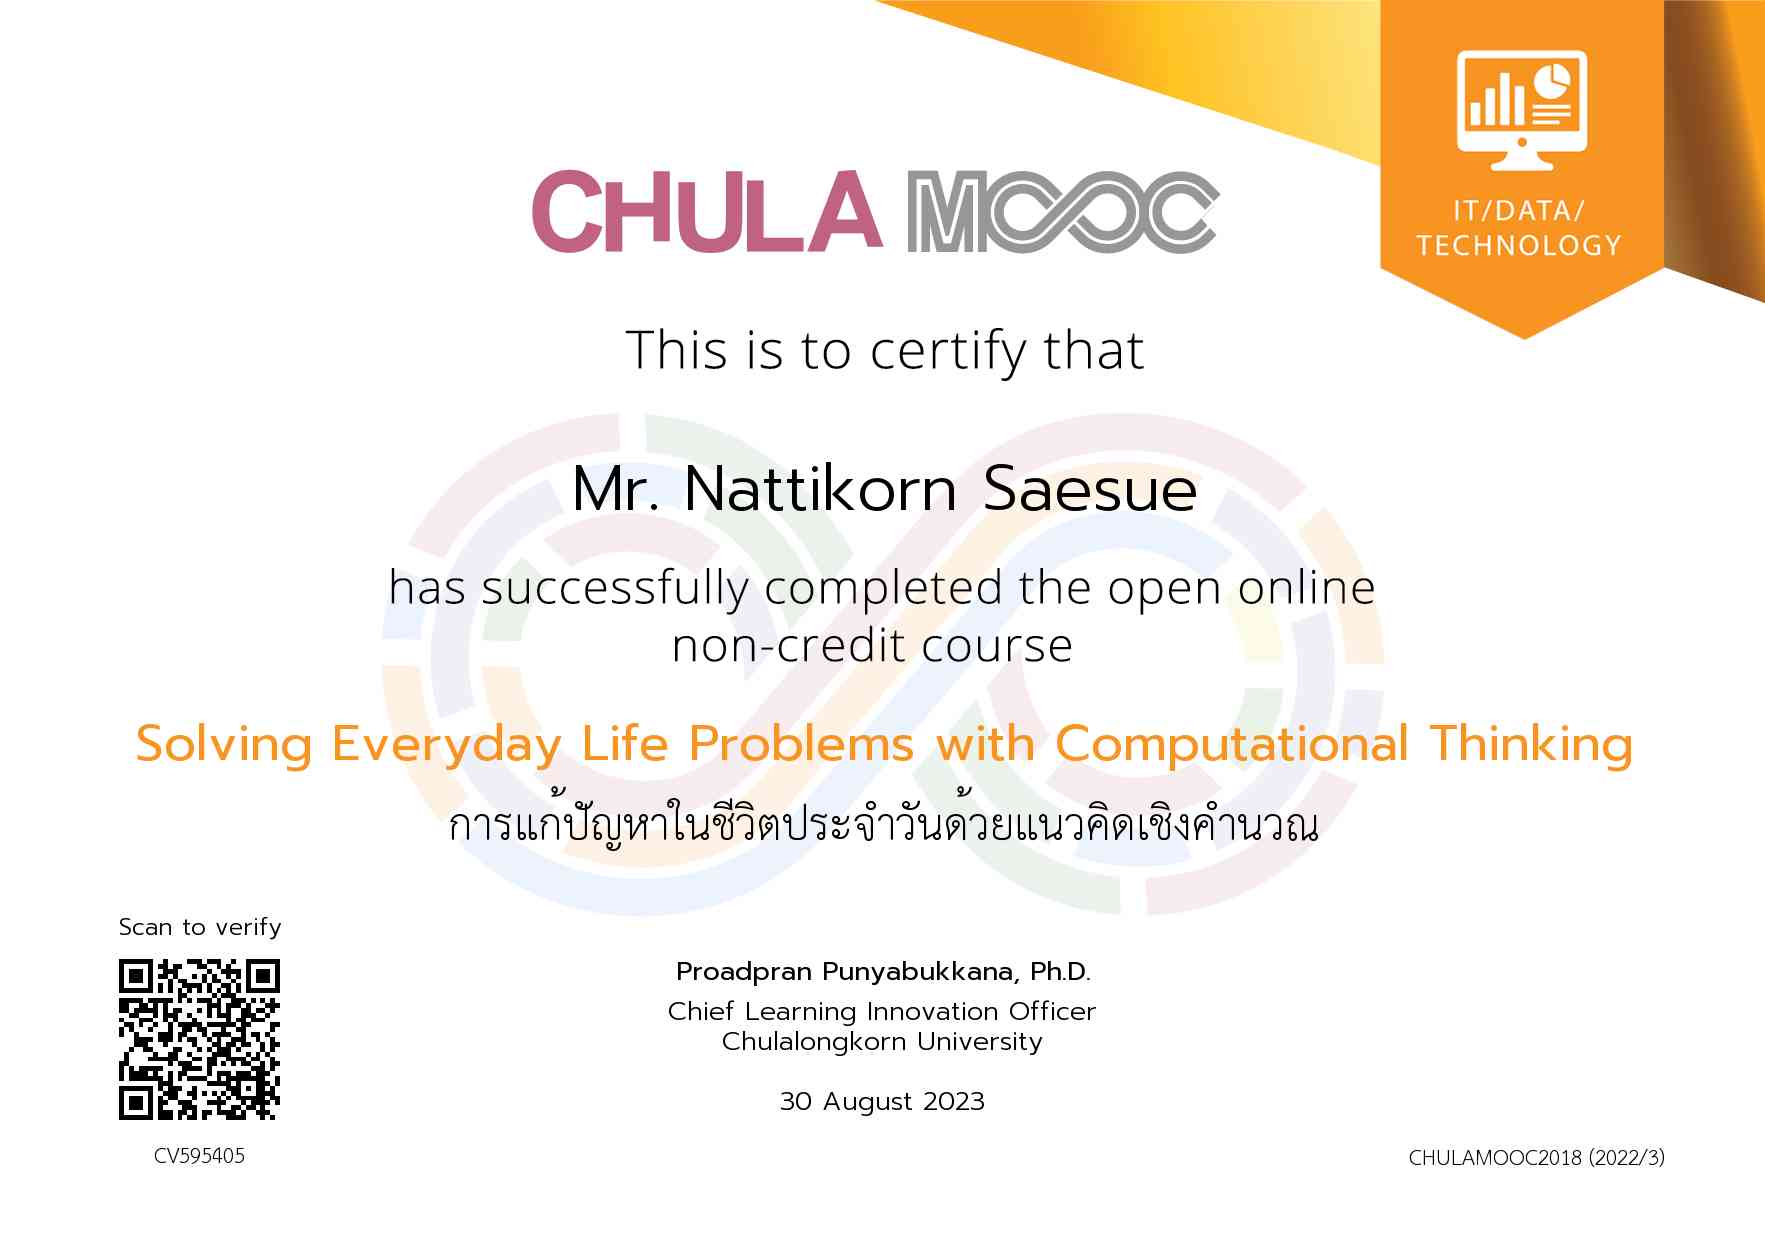 IT/DATA/
TECHNOLOGY
CHULA MOOC
This is to certify that
Mr. Nattikorn Saesue
has successfully completed the open online
non-credit course
Solving Everyday Life Problems with Computational Thinking
การแก้ปัญหาในชีวิตประจำวันด้วยแนวคิดเชิงคำนวณ
Scan to verify
Proadpran Punyabukkana, Ph.D.
Chief Learning Innovation Officer
Chulalongkorn University
30 August 2023
CV595405
CHULAMOOC2018 (2022/3)